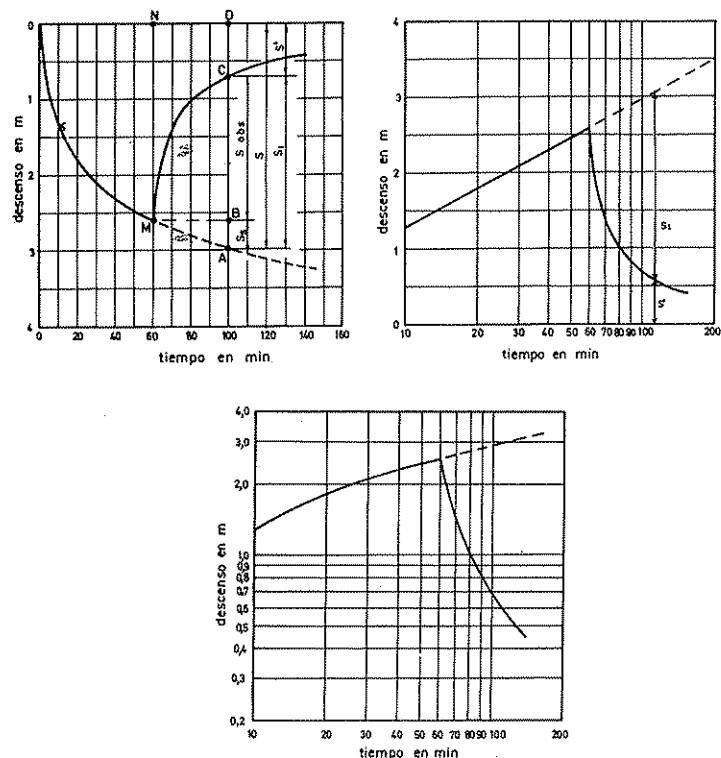 N
D
0
1
2
3
4
descenso en m
C
M
B
A
S'
S obs
S
S₁
0 20 40 60 80 100 120 140 160
tiempo en min.
4
3
2
1
0
descenso en m
S₁
S'
10 20 30 40 50 60 70 80 90 100 200
tiempo en min
4,0
3,0
2,0
1,0
0,9
0,8
0,7
0,6
0,5
0,4
0,3
0,2
descenso en m
10 20 30 40 50 60 70 80 90 100 200
tiempo en min